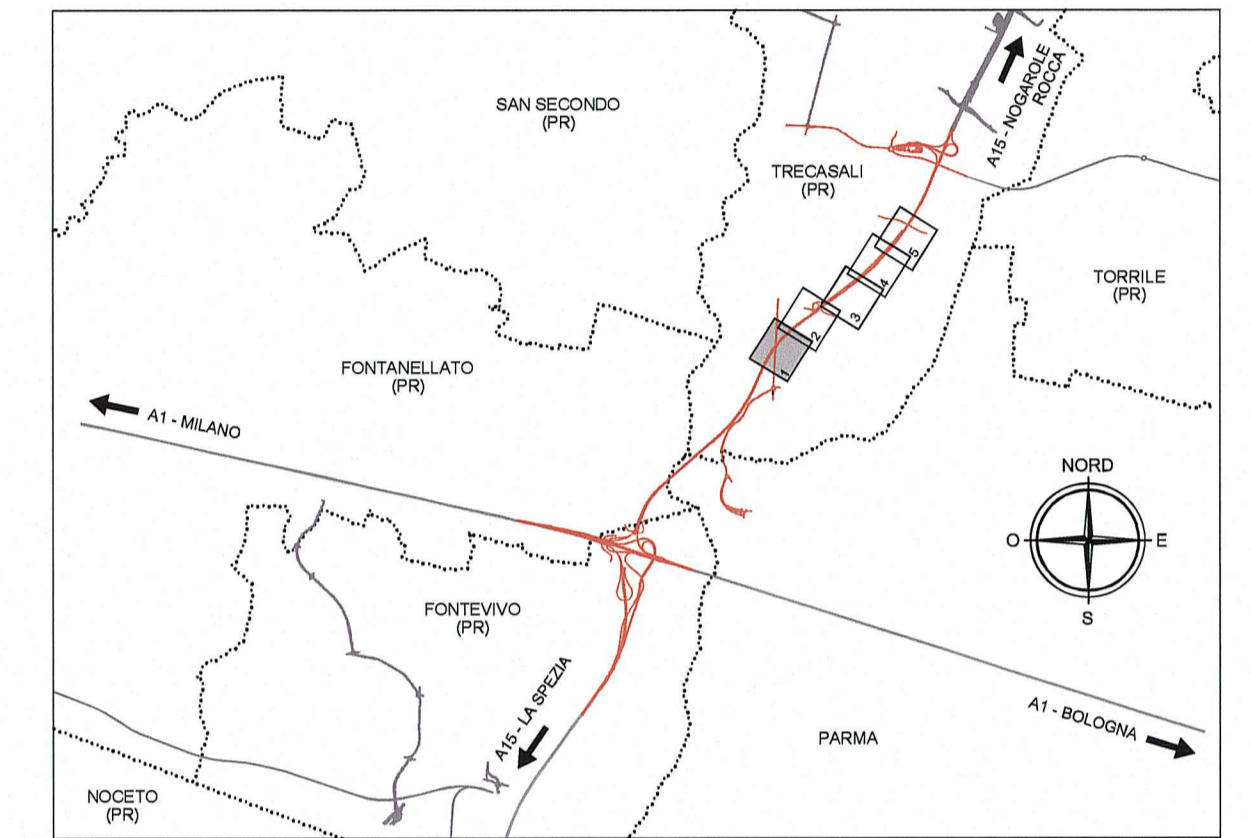 SAN SECONDO
(PR)
A15 - NOGAROLE
ROCCA
TRECASALI
(PR)
TORRILE
(PR)
5
4
3
2
1
FONTANELLATO
(PR)
A1 - MILANO
NORD
O
E
S
FONTEVIVO
(PR)
A15 - LA SPEZIA
A1 - BOLOGNA
PARMA
NOCETO
(PR)